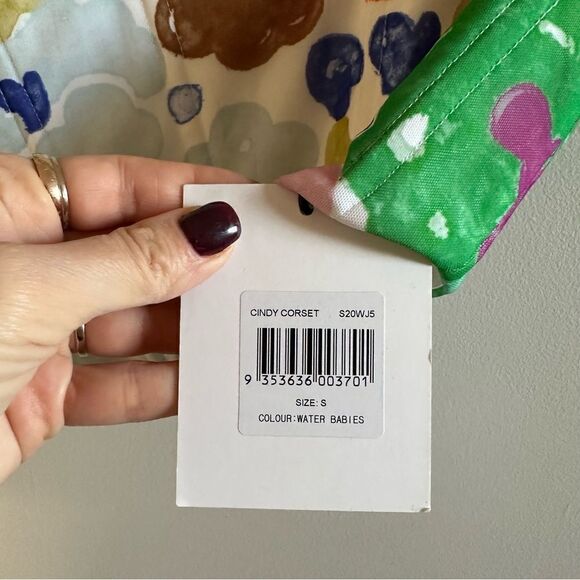 CINDY CORSET S20WJ5
9 353636 003701
SIZE: S
COLOUR:WATER BABIES